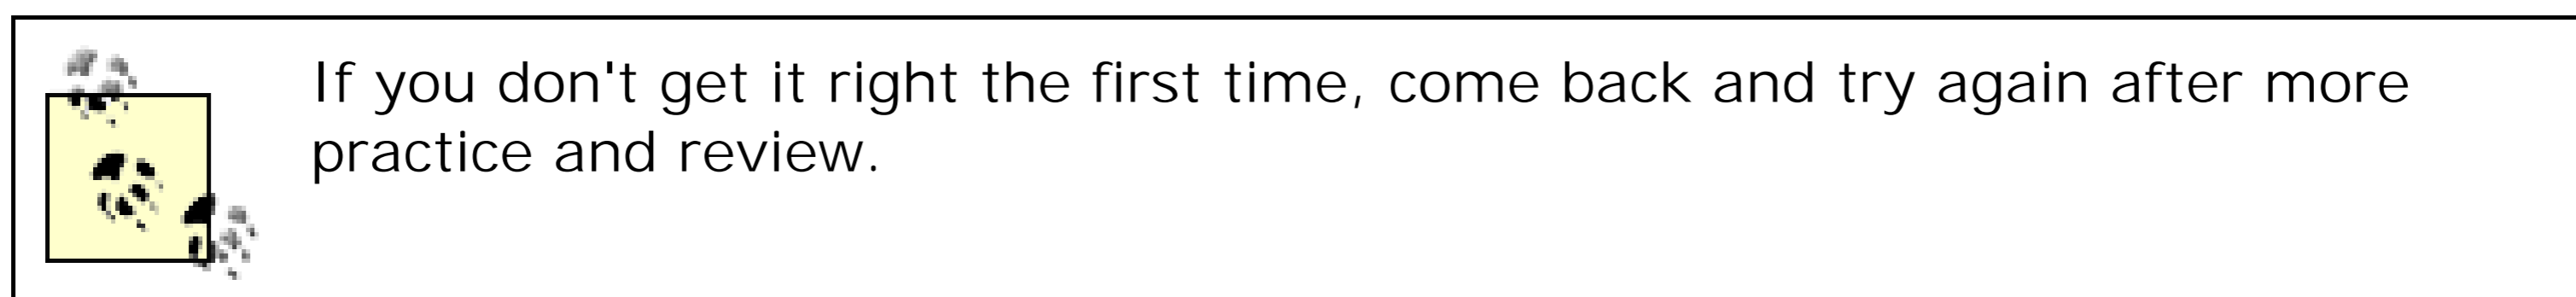 If you don't get it right the first time, come back and try again after more
practice and review.